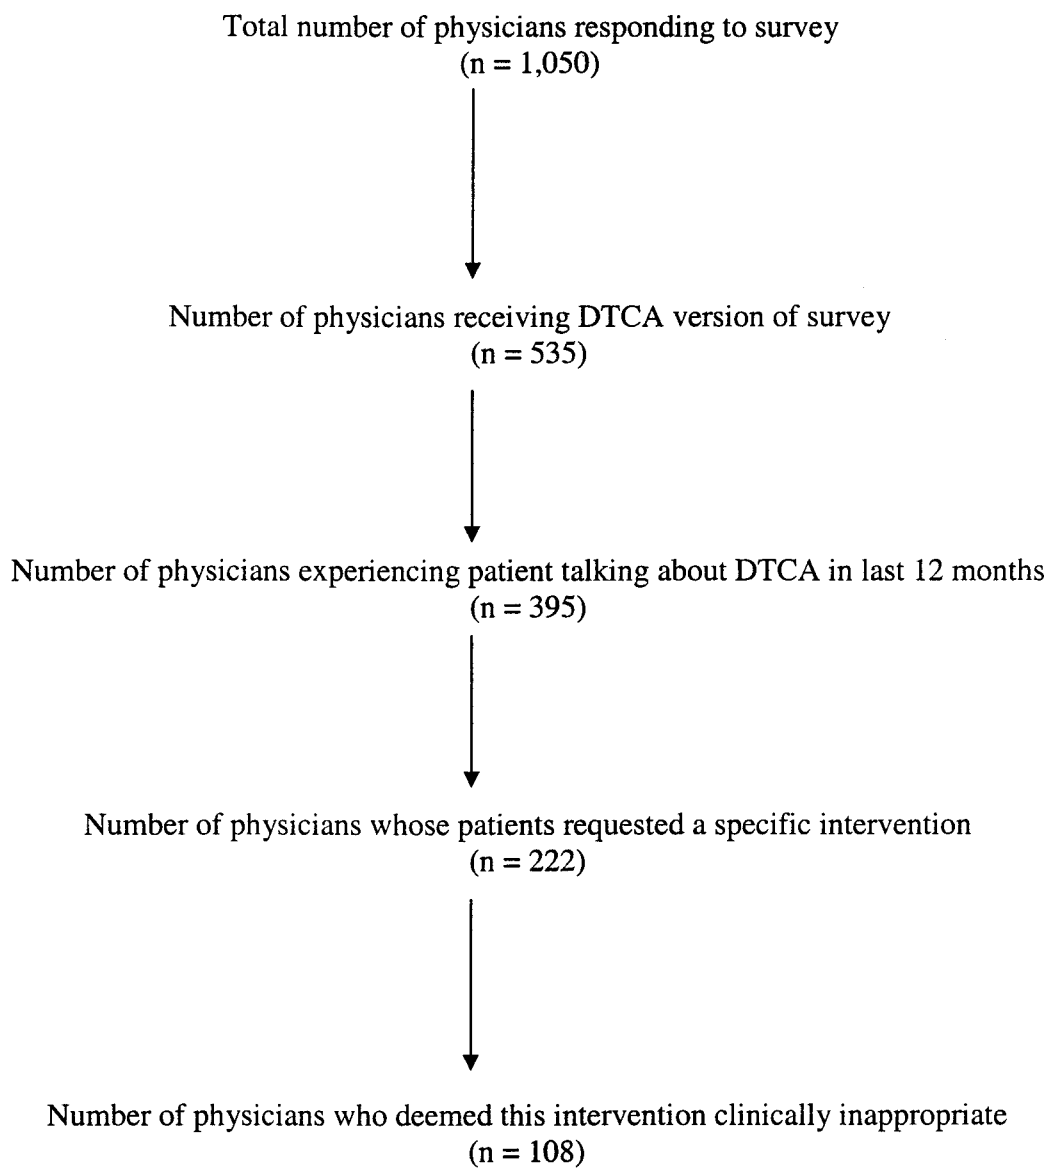 Total number of physicians responding to survey
(n = 1,050)
Number of physicians receiving DTCA version of survey
(n = 535)
Number of physicians experiencing patient talking about DTCA in last 12 months
(n = 395)
Number of physicians whose patients requested a specific intervention
(n = 222)
Number of physicians who deemed this intervention clinically inappropriate
(n = 108)